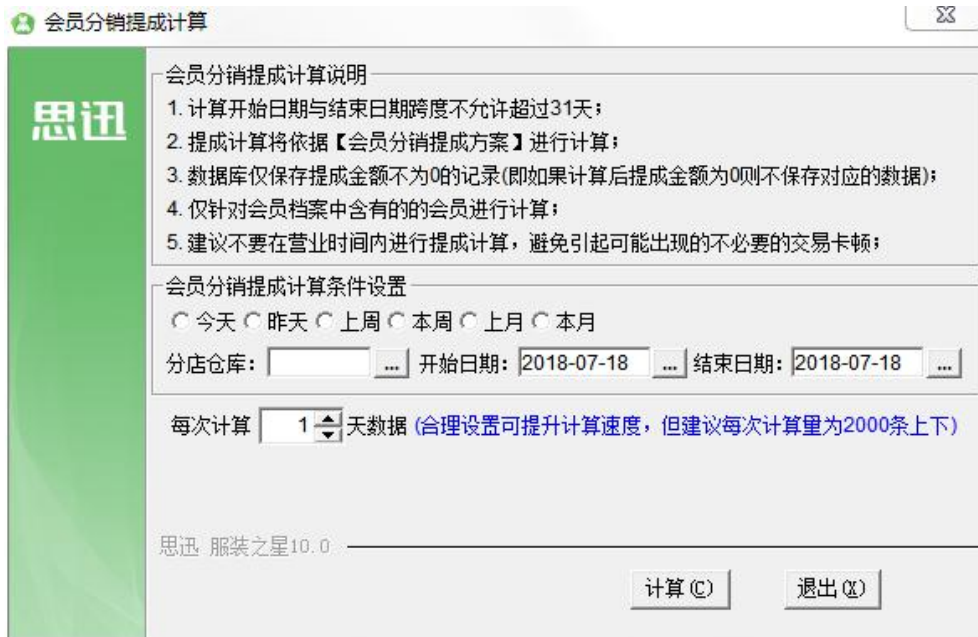 会员分销提成计算
思迅
会员分销提成计算说明
1. 计算开始日期与结束日期跨度不允许超过31天；
2. 提成计算将依据【会员分销提成方案】进行计算；
3. 数据库仅保存提成金额不为0的记录(即如果计算后提成金额为0则不保存对应的数据)；
4. 仅针对会员档案中含有的的会员进行计算；
5. 建议不要在营业时间内进行提成计算，避免引起可能出现的不必要的交易卡顿；
会员分销提成计算条件设置
今天 昨天 上周 本周 上月 本月
分店仓库： ... 开始日期： 2018-07-18 ... 结束日期： 2018-07-18 ...
每次计算 1 天数据 (合理设置可提升计算速度，但建议每次计算量为2000条上下)
思迅 服装之星10.0
计算(C) 退出(X)